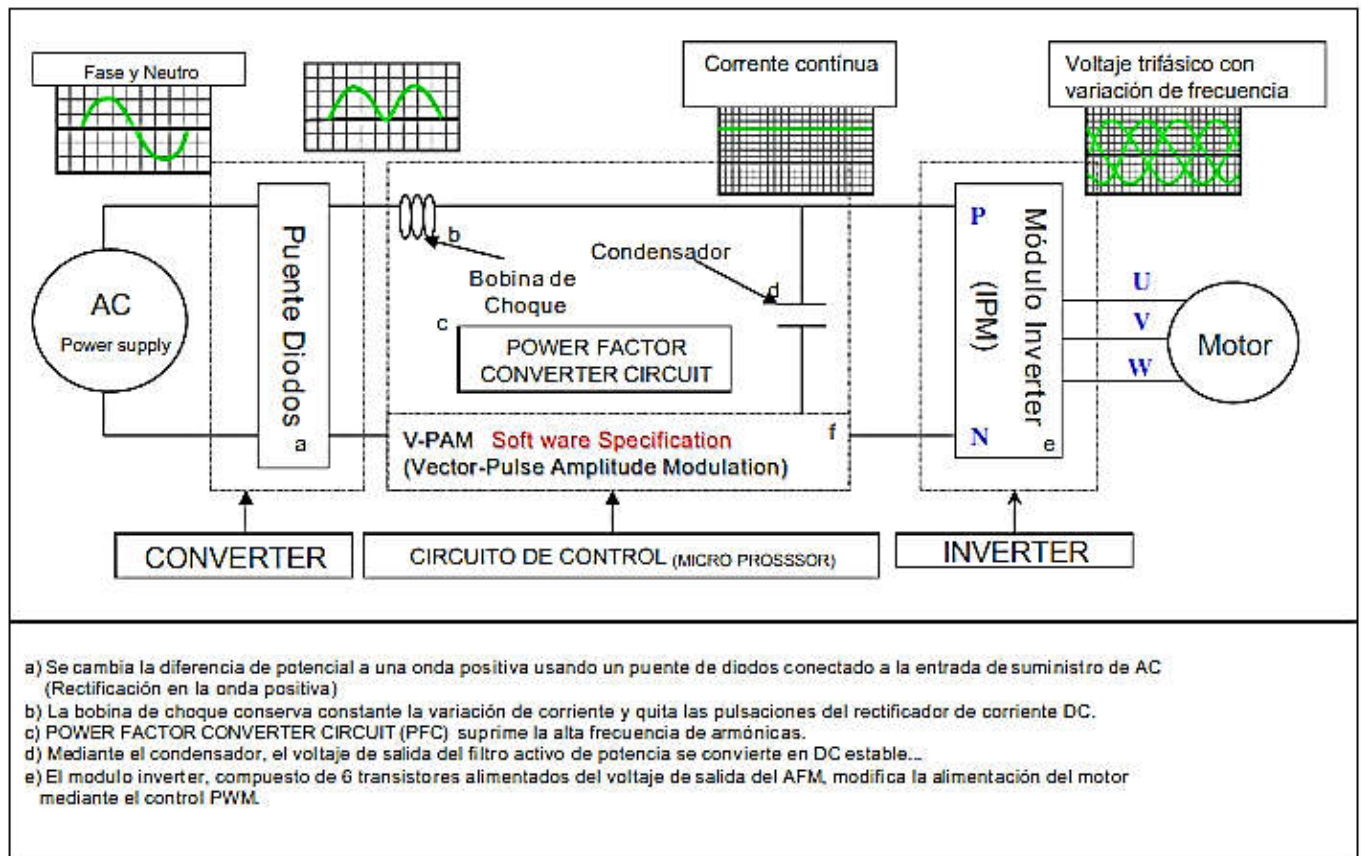 Fase y Neutro
Corrente contínua
Voltaje trifásico con
variación de frecuencia
AC
Power supply
Puente Diodos
a
b
Bobina de
Choque
c
Condensador
d
POWER FACTOR
CONVERTER CIRCUIT
V-PAM Soft ware Specification
(Vector-Pulse Amplitude Modulation)
f
P
N
Módulo Inverter
(IPM)
e
U
V
W
Motor
CONVERTER
CIRCUITO DE CONTROL (MICRO PROSSSOR)
INVERTER
a) Se cambia la diferencia de potencial a una onda positiva usando un puente de diodos conectado a la entrada de suministro de AC
(Rectificación en la onda positiva)
b) La bobina de choque conserva constante la variación de corriente y quita las pulsaciones del rectificador de corriente DC.
c) POWER FACTOR CONVERTER CIRCUIT (PFC) suprime la alta frecuencia de armónicas.
d) Mediante el condensador, el voltaje de salida del filtro activo de potencia se convierte en DC estable...
e) El modulo inverter, compuesto de 6 transistores alimentados del voltaje de salida del AFM, modifica la alimentación del motor
mediante el control PWM.